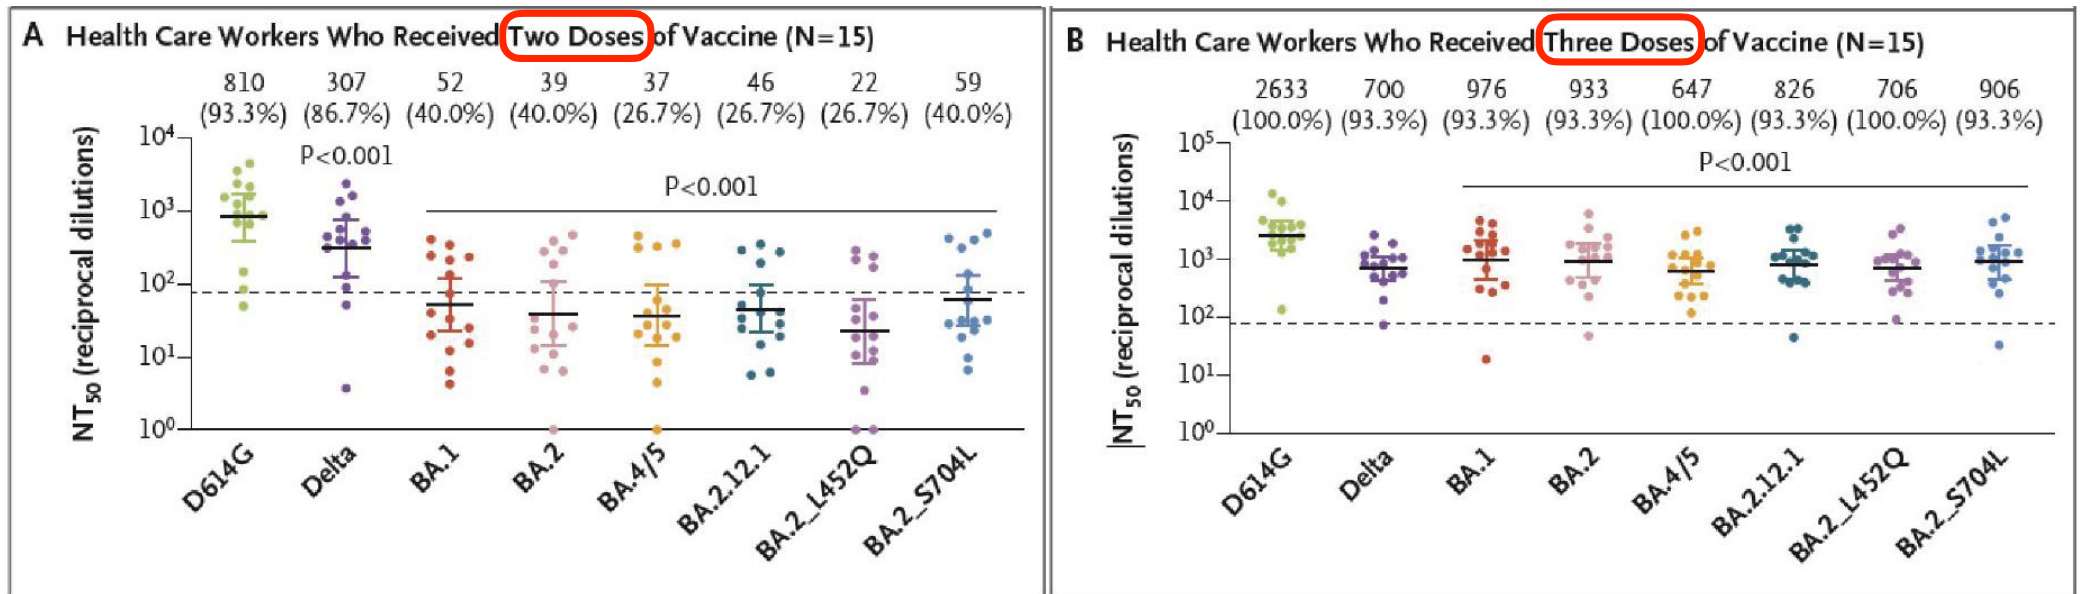 A Health Care Workers Who Received Two Doses of Vaccine (N=15)
810 307 52 39 37 46 22 59
(93.3%) (86.7%) (40.0%) (40.0%) (26.7%) (26.7%) (26.7%) (40.0%)
NT50 (reciprocal dilutions)
10⁴
10³
10²
10¹
10⁰
P<0.001
P<0.001
D614G
Delta
BA.1
BA.2
BA.4/5
BA.2.12.1
BA.2_L452Q
BA.2_S704L
B Health Care Workers Who Received Three Doses of Vaccine (N=15)
2633 700 976 933 647 826 706 906
(100.0%) (93.3%) (93.3%) (93.3%) (100.0%) (93.3%) (100.0%) (93.3%)
NT50 (reciprocal dilutions)
10⁵
10⁴
10³
10²
10¹
10⁰
P<0.001
D614G
Delta
BA.1
BA.2
BA.4/5
BA.2.12.1
BA.2_L452Q
BA.2_S704L